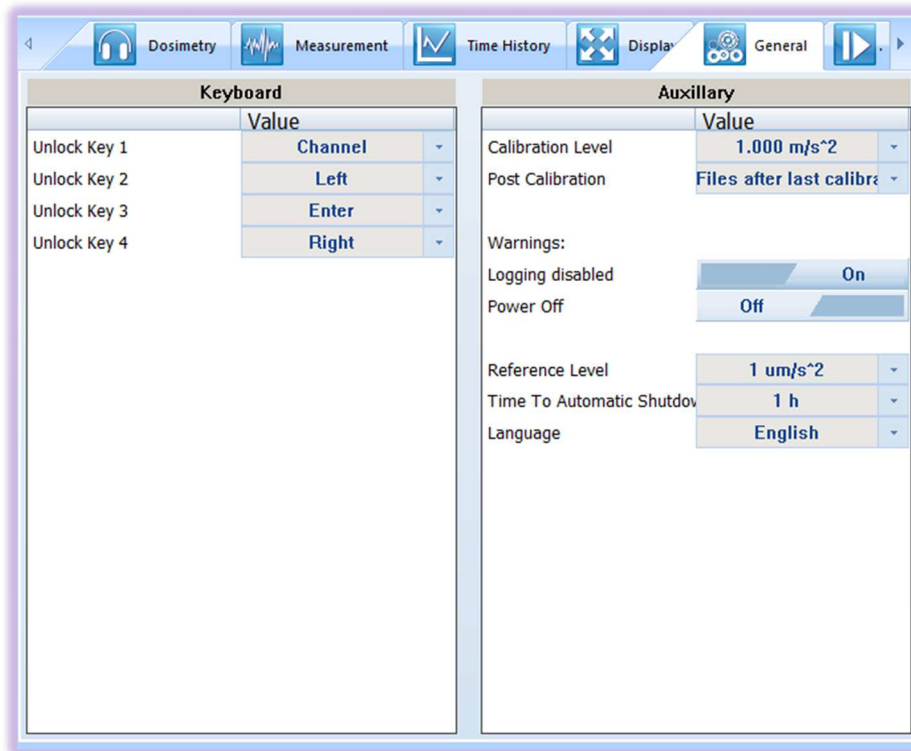 Dosimetry Measurement Time History Display General .
Keyboard
Value
Unlock Key 1 Channel
Unlock Key 2 Left
Unlock Key 3 Enter
Unlock Key 4 Right
Auxillary
Value
Calibration Level 1.000 m/s^2
Post Calibration Files after last calibra
Warnings:
Logging disabled On
Power Off Off
Reference Level 1 um/s^2
Time To Automatic Shutdov 1 h
Language English